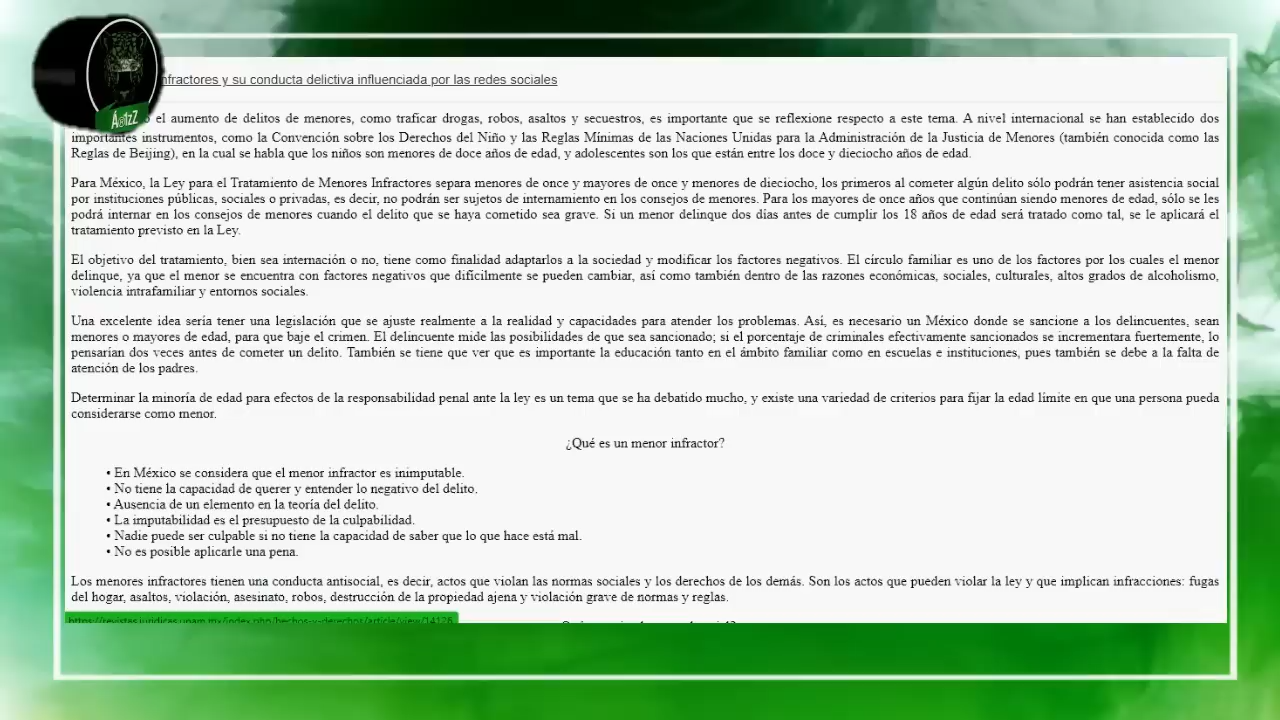 nfractores y su conducta delictiva influenciada por las redes sociales
el aumento de delitos de menores, como traficar drogas, robos, asaltos y secuestros, es importante que se reflexione respecto a este tema. A nivel internacional se han establecido dos
importantes instrumentos, como la Convención sobre los Derechos del Niño y las Reglas Mínimas de las Naciones Unidas para la Administración de la Justicia de Menores (también conocida como las
Reglas de Beijing), en la cual se habla que los niños son menores de doce años de edad, y adolescentes son los que están entre los doce y dieciocho años de edad.
Para México, la Ley para el Tratamiento de Menores Infractores separa menores de once y mayores de once y menores de dieciocho, los primeros al cometer algún delito sólo podrán tener asistencia social
por instituciones públicas, sociales o privadas, es decir, no podrán ser sujetos de internamiento en los consejos de menores. Para los mayores de once años que continúan siendo menores de edad, sólo se les
podrá internar en los consejos de menores cuando el delito que se haya cometido sea grave. Si un menor delinque dos días antes de cumplir los 18 años de edad será tratado como tal, se le aplicará el
tratamiento previsto en la Ley.
El objetivo del tratamiento, bien sea internación o no, tiene como finalidad adaptarlos a la sociedad y modificar los factores negativos. El círculo familiar es uno de los factores por los cuales el menor
delinque, ya que el menor se encuentra con factores negativos que difícilmente se pueden cambiar, así como también dentro de las razones económicas, sociales, culturales, altos grados de alcoholismo,
violencia intrafamiliar y entornos sociales.
Una excelente idea sería tener una legislación que se ajuste realmente a la realidad y capacidades para atender los problemas. Así, es necesario un México donde se sancione a los delincuentes, sean
menores o mayores de edad, para que baje el crimen. El delincuente mide las posibilidades de que sea sancionado; si el porcentaje de criminales efectivamente sancionados se incrementara fuertemente, lo
pensarían dos veces antes de cometer un delito. También se tiene que ver que es importante la educación tanto en el ámbito familiar como en escuelas e instituciones, pues también se debe a la falta de
atención de los padres.
Determinar la minoría de edad para efectos de la responsabilidad penal ante la ley es un tema que se ha debatido mucho, y existe una variedad de criterios para fijar la edad límite en que una persona pueda
considerarse como menor.
¿Qué es un menor infractor?
• En México se considera que el menor infractor es inimputable.
• No tiene la capacidad de querer y entender lo negativo del delito.
• Ausencia de un elemento en la teoría del delito.
• La imputabilidad es el presupuesto de la culpabilidad.
• Nadie puede ser culpable si no tiene la capacidad de saber que lo que hace está mal.
• No es posible aplicarle una pena.
Los menores infractores tienen una conducta antisocial, es decir, actos que violan las normas sociales y los derechos de los demás. Son los actos que pueden violar la ley y que implican infracciones: fugas
del hogar, asaltos, violación, asesinato, robos, destrucción de la propiedad ajena y violación grave de normas y reglas.
https://revistas.juridicas.unam.mx/index.php/hechos-y-derechos/article/view/14126